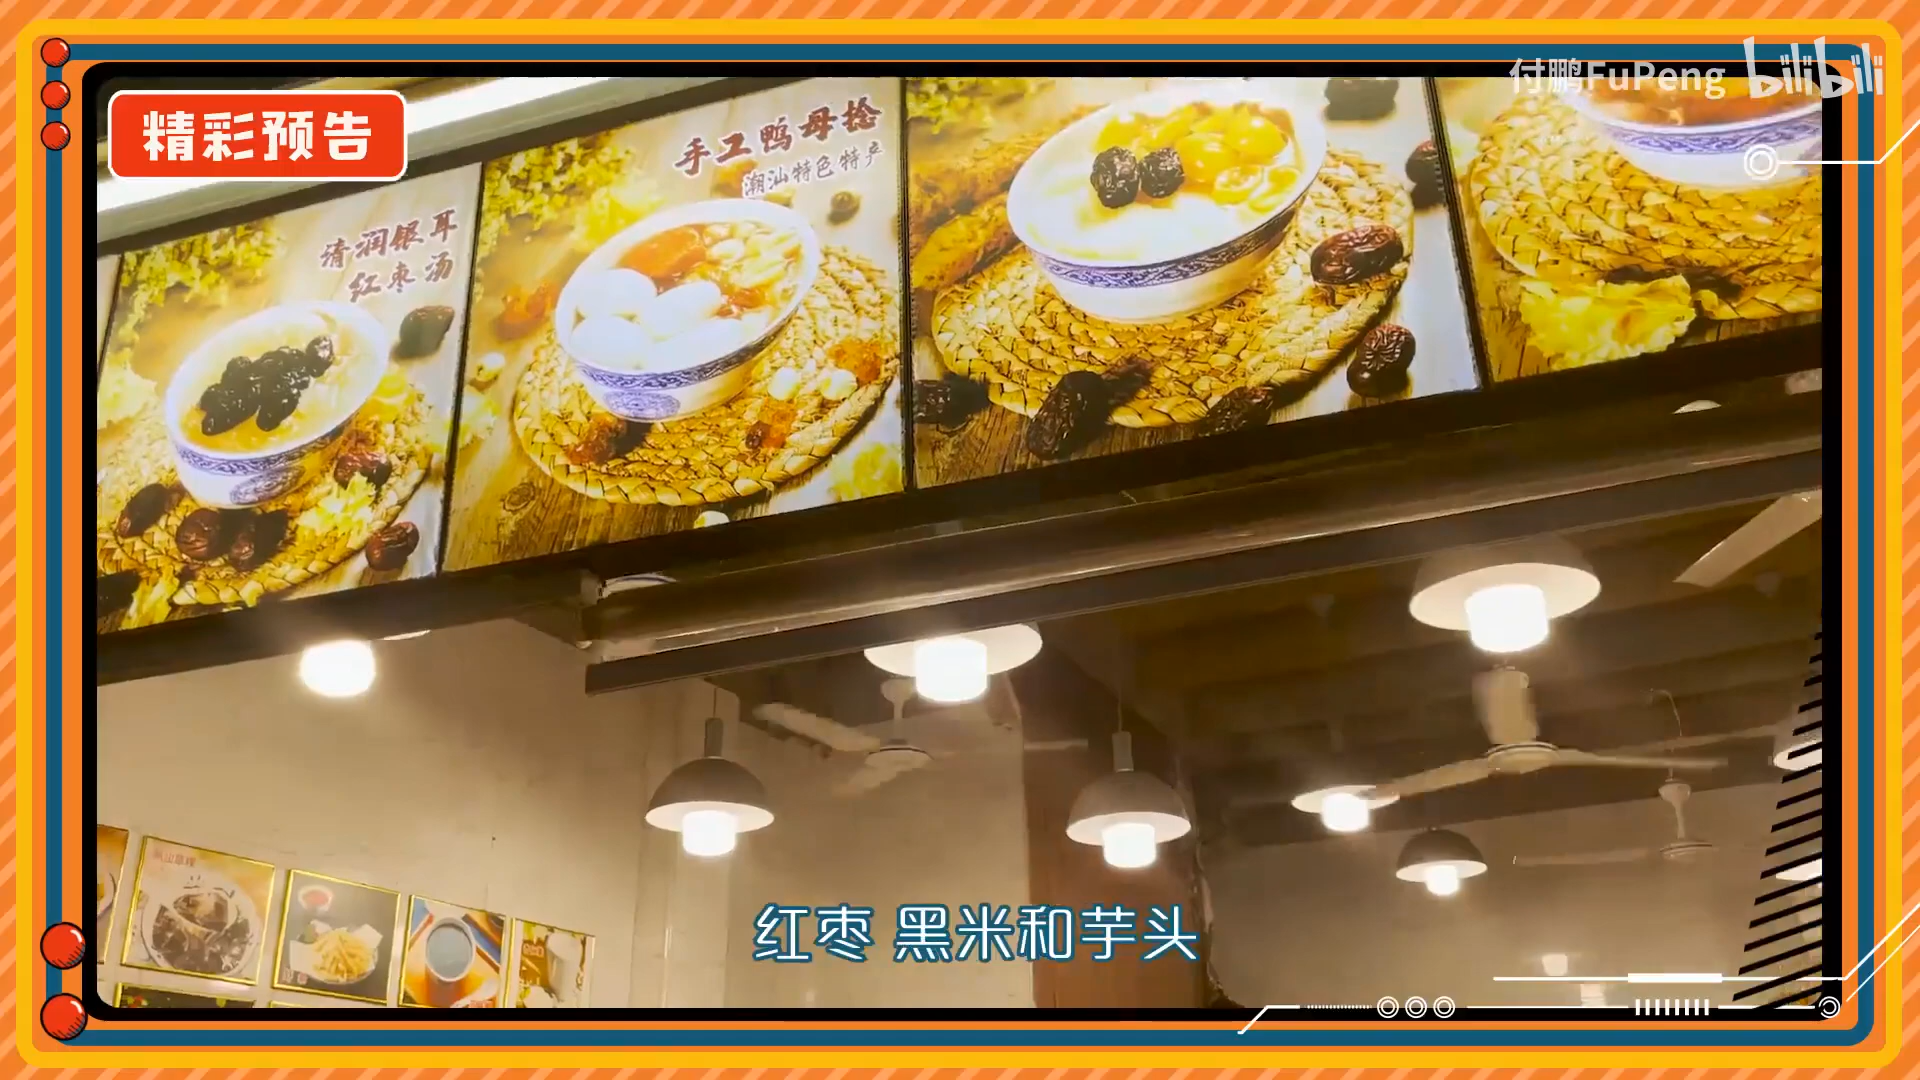 付鹏FuPeng bilibili
精彩预告
手工鸭母捻
潮汕特色特产
清润银耳
红枣汤
红枣 黑米和芋头